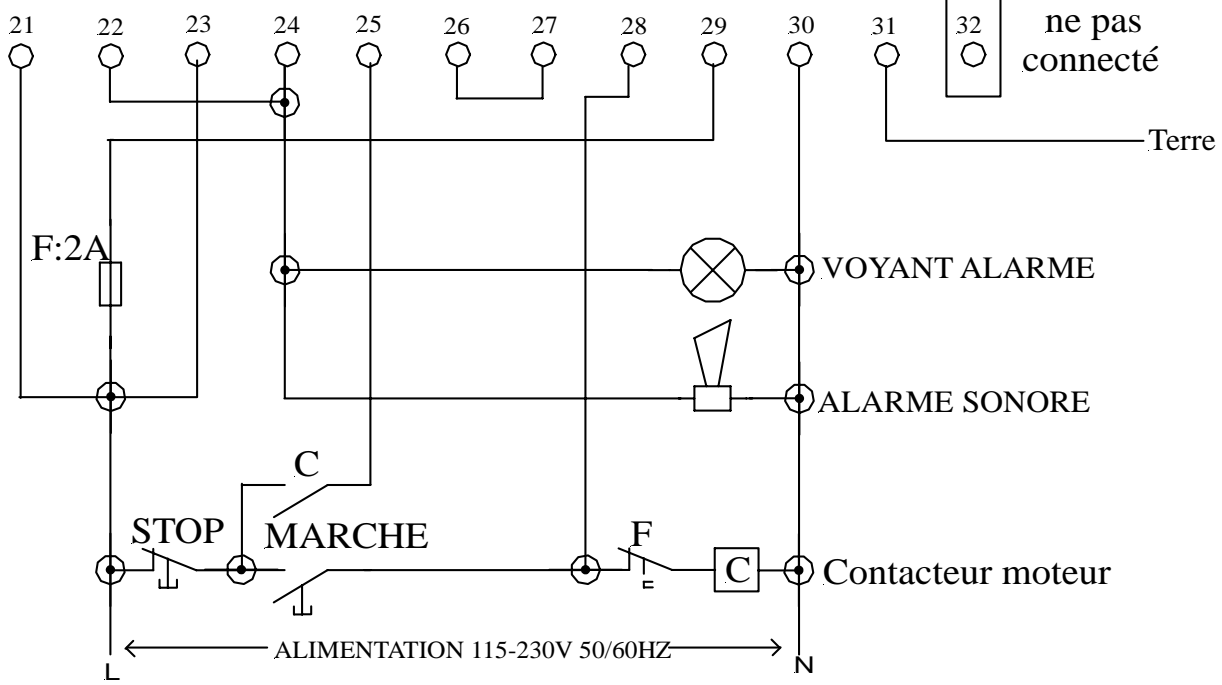 21 22 23 24 25 26 27 28 29 30 31 32
ne pas
connecté
Terre
F:2A
VOYANT ALARME
ALARME SONORE
C
STOP MARCHE F
C Contacteur moteur
ALIMENTATION 115-230V 50/60HZ
L N